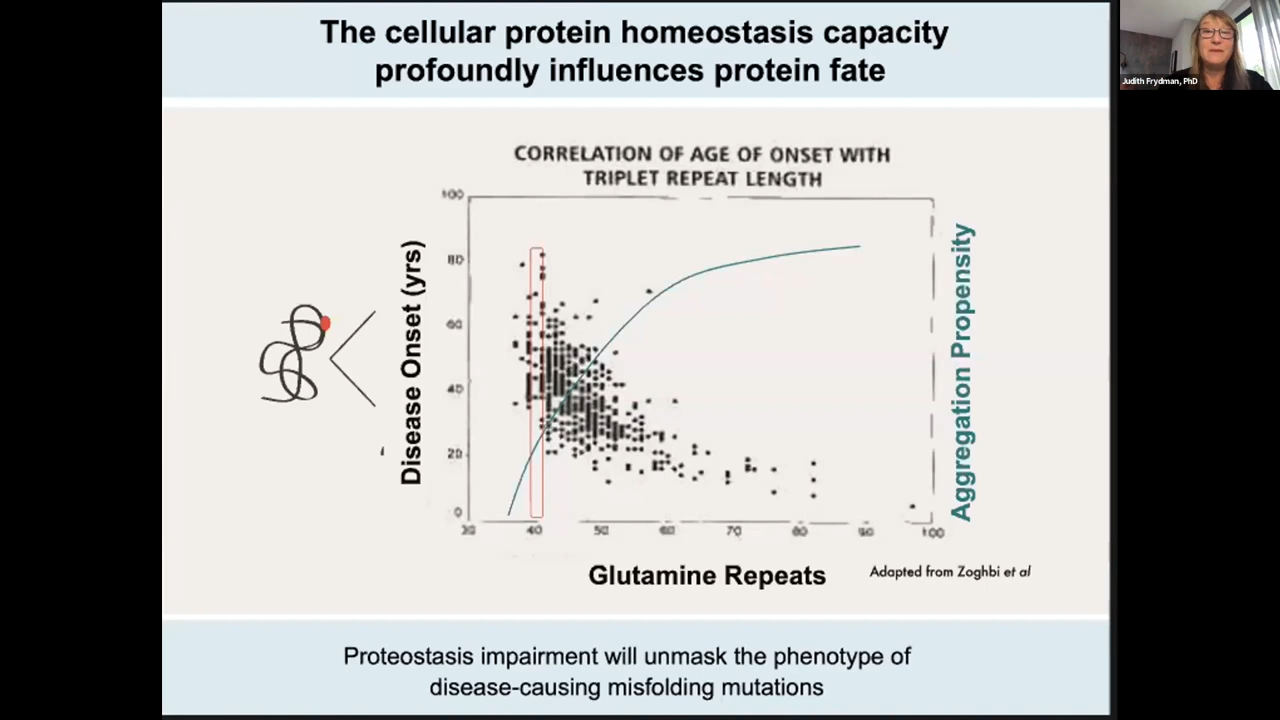 The cellular protein homeostasis capacity
profoundly influences protein fate
Judith Frydman, PhD
CORRELATION OF AGE OF ONSET WITH
TRIPLET REPEAT LENGTH
Disease Onset (yrs)
100
80
60
40
20
0
30 40 50 60 70 80 90 100
Aggregation Propensity
Glutamine Repeats
Adapted from Zoghbi et al
Proteostasis impairment will unmask the phenotype of
disease-causing misfolding mutations